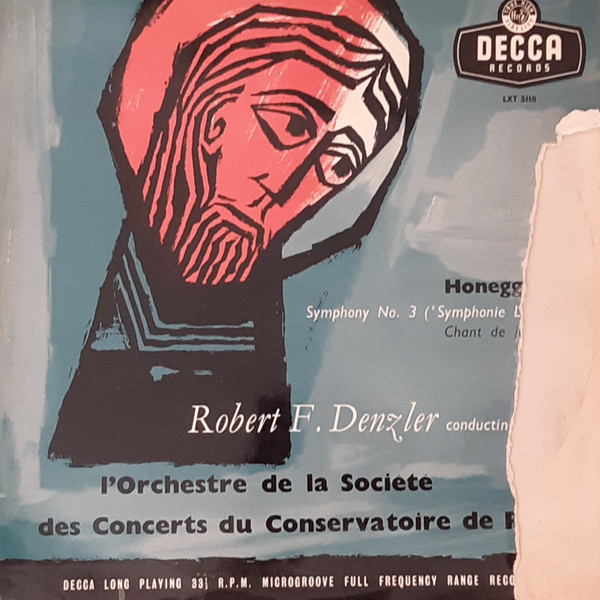 DECCA
RECORDS
LXT 5118
Honegg
Symphony No. 3 ('Symphonie L
Chant de
Robert F. Denzler conductin
l'Orchestre de la Societé
des Concerts du Conservatoire de P
DECCA LONG PLAYING 33⅓ R.P.M. MICROGROOVE FULL FREQUENCY RANGE RECO